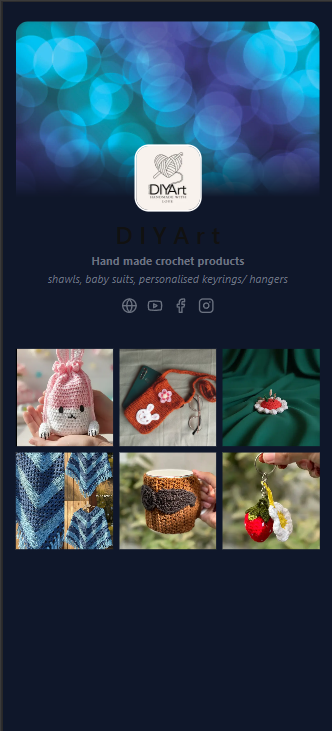 DIYArt
HANDMADE WITH
LOVE
DIYArt
Hand made crochet products
shawls, baby suits, personalised keyrings/ hangers